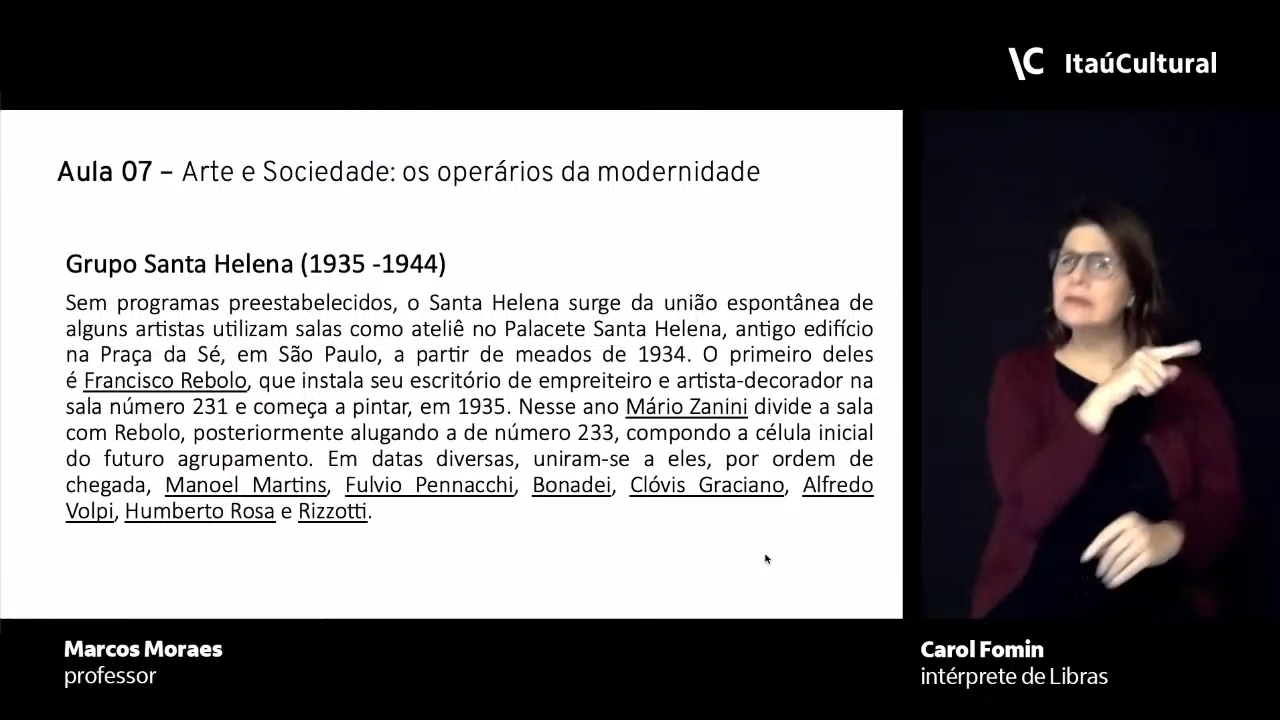 \C ItaúCultural
Aula 07 – Arte e Sociedade: os operários da modernidade
Grupo Santa Helena (1935 -1944)
Sem programas preestabelecidos, o Santa Helena surge da união espontânea de
alguns artistas utilizam salas como ateliê no Palacete Santa Helena, antigo edifício
na Praça da Sé, em São Paulo, a partir de meados de 1934. O primeiro deles
é Francisco Rebolo, que instala seu escritório de empreiteiro e artista-decorador na
sala número 231 e começa a pintar, em 1935. Nesse ano Mário Zanini divide a sala
com Rebolo, posteriormente alugando a de número 233, compondo a célula inicial
do futuro agrupamento. Em datas diversas, uniram-se a eles, por ordem de
chegada, Manoel Martins, Fulvio Pennacchi, Bonadei, Clóvis Graciano, Alfredo
Volpi, Humberto Rosa e Rizzotti.
Marcos Moraes
professor
Carol Fomin
intérprete de Libras